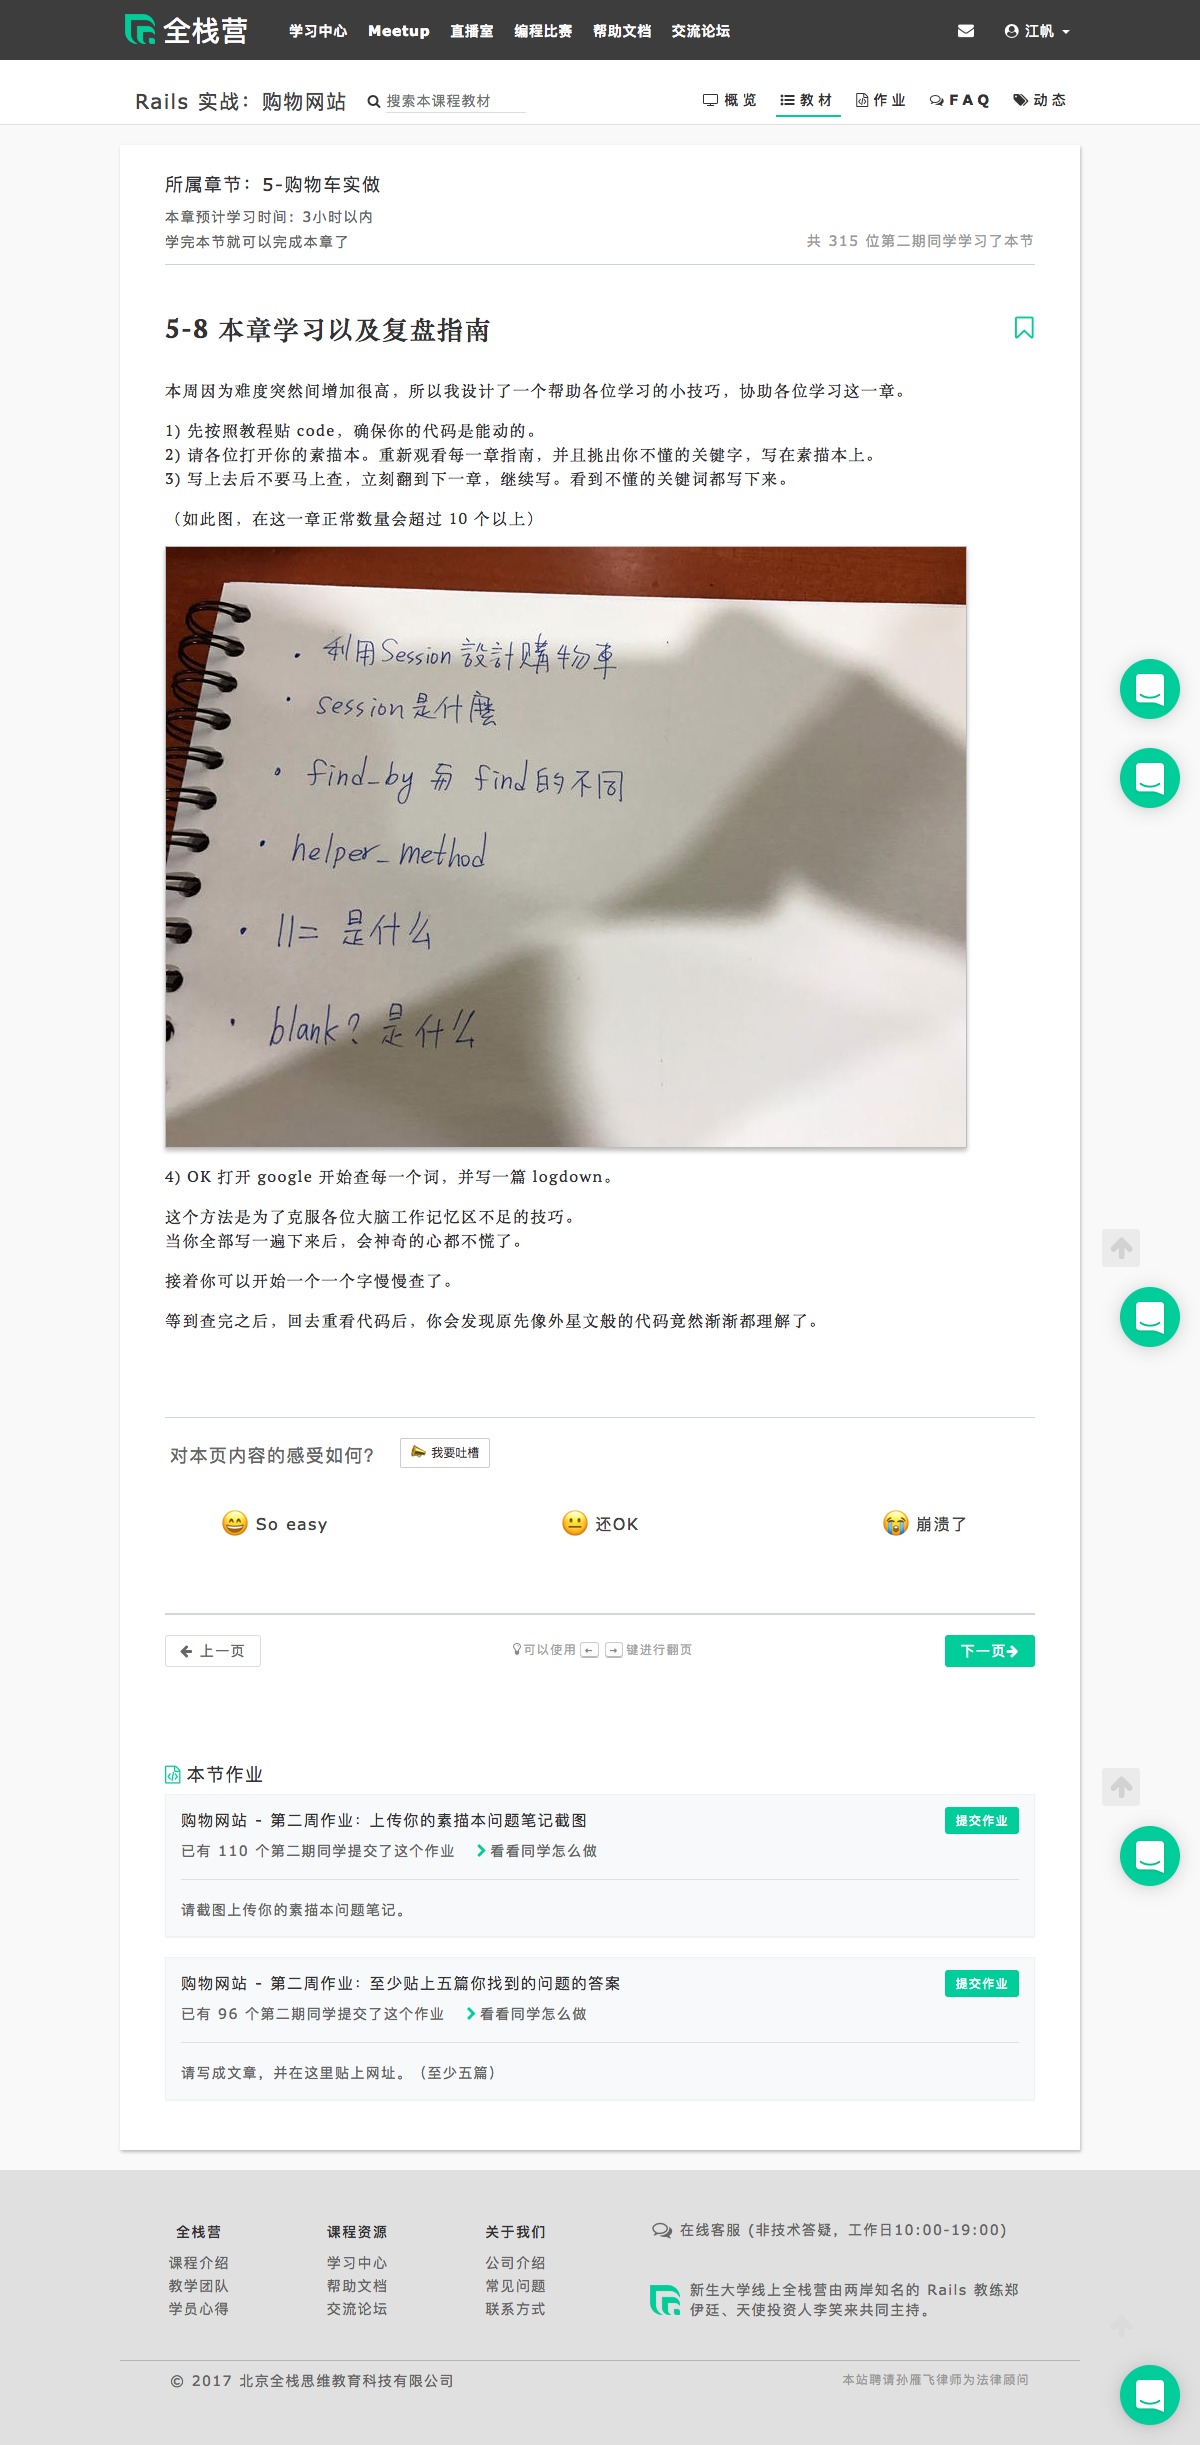 全栈营 学习中心 Meetup 直播室 编程比赛 帮助文档 交流论坛 江帆
Rails 实战：购物网站 搜索本课程教材 概览 教材 作业 FAQ 动态
所属章节：5-购物车实做
本章预计学习时间：3小时以内
学完本节就可以完成本章了 共 315 位第二期同学学习了本节
5-8 本章学习以及复盘指南
本周因为难度突然间增加很高，所以我设计了一个帮助各位学习的小技巧，协助各位学习这一章。
1) 先按照教程贴 code，确保你的代码是能动的。
2) 请各位打开你的素描本。重新观看每一章指南，并且挑出你不懂的关键字，写在素描本上。
3) 写上去后不要马上查，立刻翻到下一章，继续写。看到不懂的关键词都写下来。
（如此图，在这一章正常数量会超过 10 个以上）
· 利用Session 設計購物車
· session是什麼
· find_by 与 find的不同
· helper_method
· ||= 是什么
· blank? 是什么
4) OK 打开 google 开始查每一个词，并写一篇 logdown。
这个方法是为了克服各位大脑工作记忆区不足的技巧。
当你全部写一遍下来后，会神奇的心都不慌了。
接着你可以开始一个一个字慢慢查了。
等到查完之后，回去重看代码后，你会发现原先像外星文般的代码竟然渐渐都理解了。
对本页内容的感受如何? 我要吐槽
So easy 还OK 崩溃了
上一页 可以使用 ← → 键进行翻页 下一页
本节作业
购物网站 - 第二周作业：上传你的素描本问题笔记截图 提交作业
已有 110 个第二期同学提交了这个作业 看看同学怎么做
请截图上传你的素描本问题笔记。
购物网站 - 第二周作业：至少贴上五篇你找到的问题的答案 提交作业
已有 96 个第二期同学提交了这个作业 看看同学怎么做
请写成文章，并在这里贴上网址。（至少五篇）
全栈营 课程资源 关于我们 在线客服 (非技术答疑，工作日10:00-19:00)
课程介绍 学习中心 公司介绍
教学团队 帮助文档 常见问题 新生大学线上全栈营由两岸知名的 Rails 教练郑
学员心得 交流论坛 联系方式 伊廷、天使投资人李笑来共同主持。
© 2017 北京全栈思维教育科技有限公司 本站聘请孙雁飞律师为法律顾问